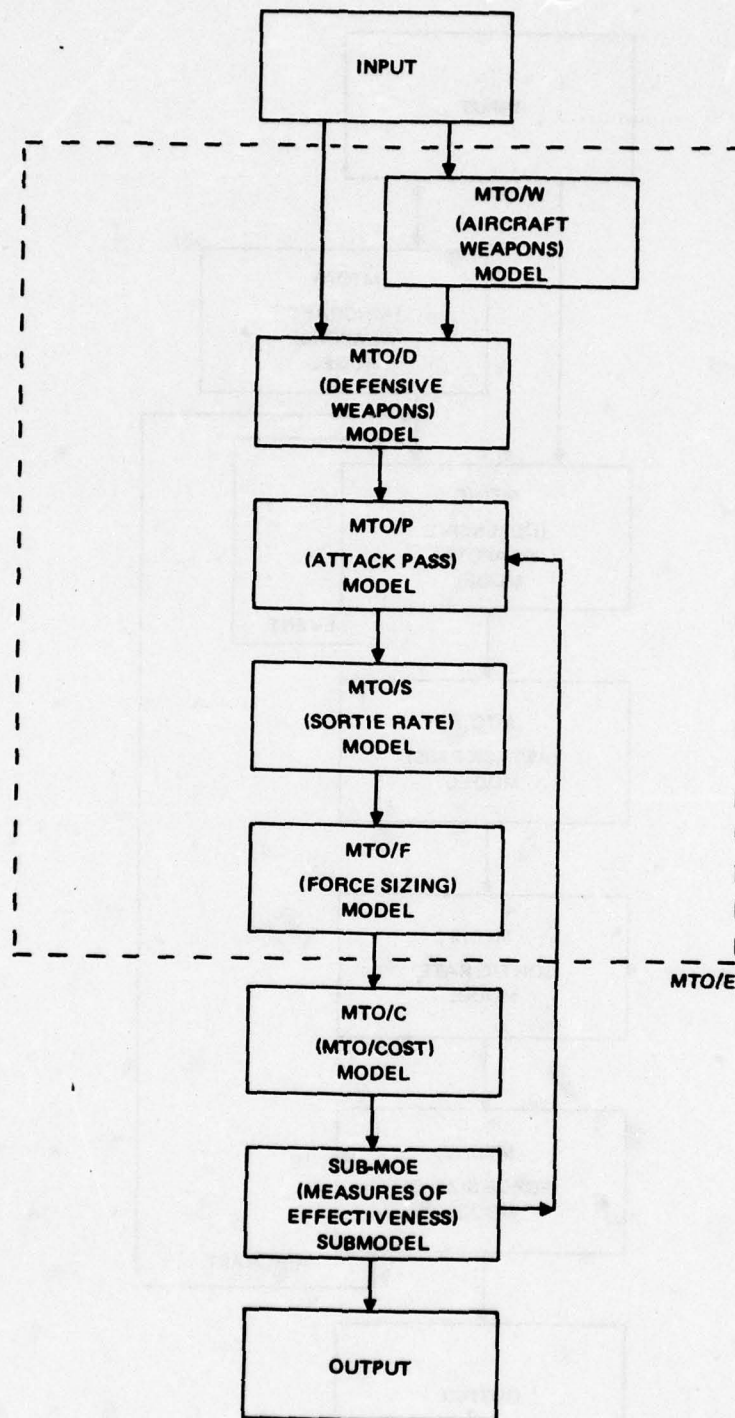 INPUT
MTO/W
(AIRCRAFT
WEAPONS)
MODEL
MTO/D
(DEFENSIVE
WEAPONS)
MODEL
MTO/P
(ATTACK PASS)
MODEL
MTO/S
(SORTIE RATE)
MODEL
MTO/F
(FORCE SIZING)
MODEL
MTO/E
MTO/C
(MTO/COST)
MODEL
SUB-MOE
(MEASURES OF
EFFECTIVENESS)
SUBMODEL
OUTPUT